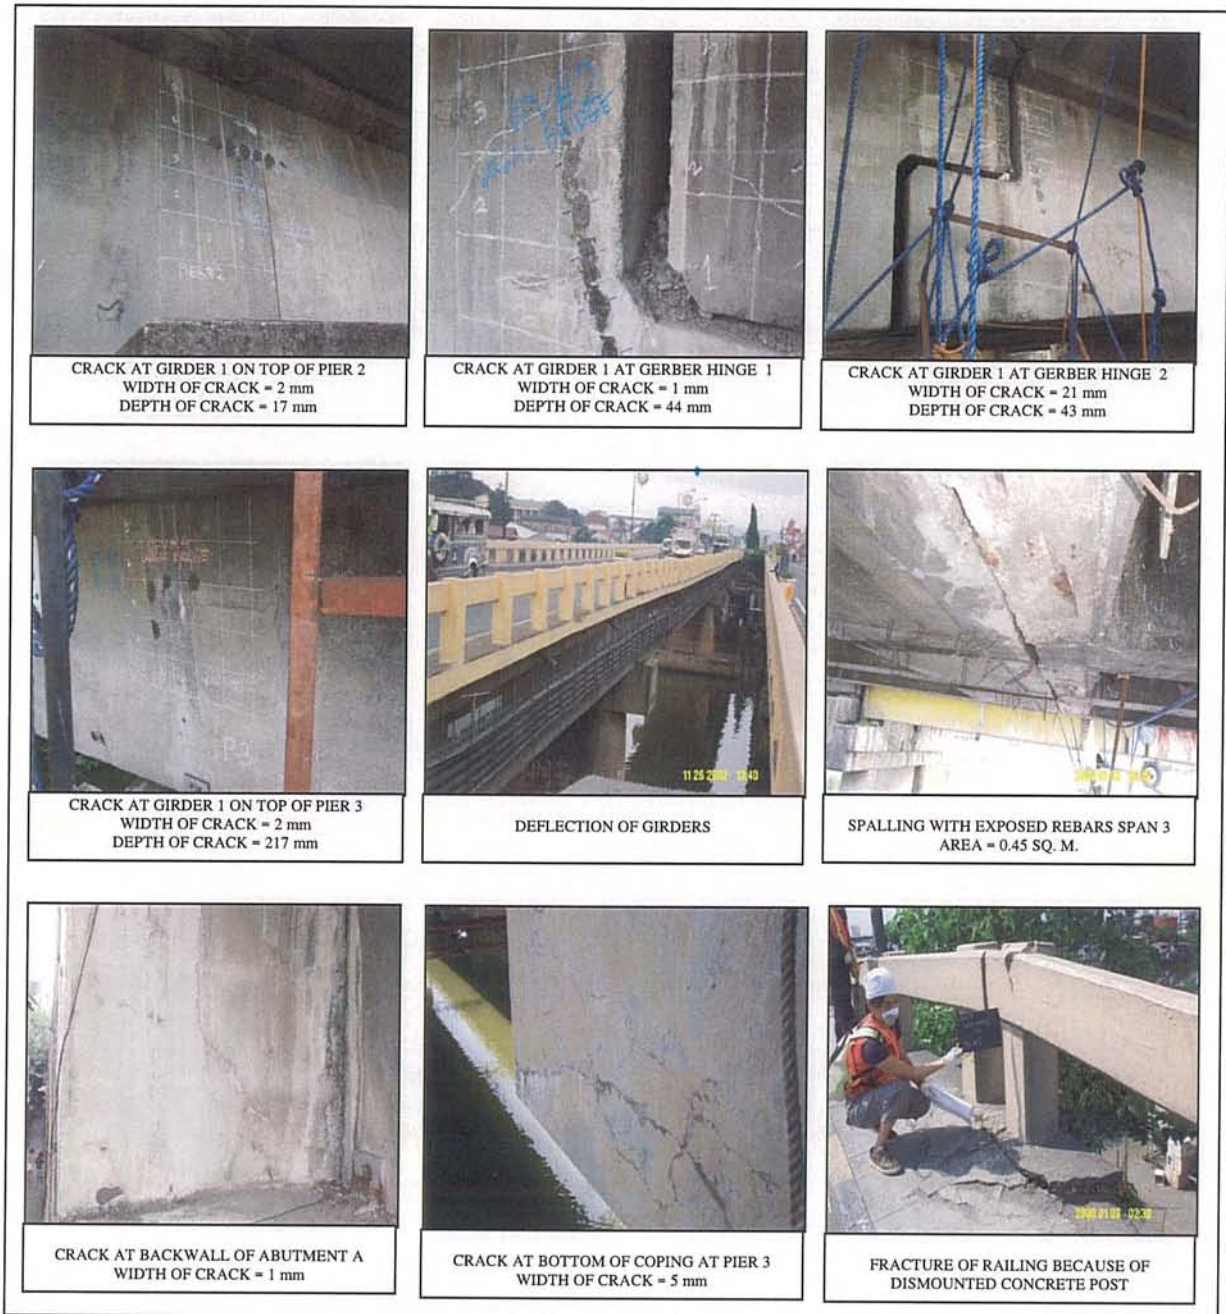 CRACK AT GIRDER 1 ON TOP OF PIER 2
WIDTH OF CRACK = 2 mm
DEPTH OF CRACK = 17 mm
3
2
2
1
CRACK AT GIRDER 1 AT GERBER HINGE 1
WIDTH OF CRACK = 1 mm
DEPTH OF CRACK = 44 mm
CRACK AT GIRDER 1 AT GERBER HINGE 2
WIDTH OF CRACK = 21 mm
DEPTH OF CRACK = 43 mm
CRACK AT GIRDER 1 ON TOP OF PIER 3
WIDTH OF CRACK = 2 mm
DEPTH OF CRACK = 217 mm
DEFLECTION OF GIRDERS
SPALLING WITH EXPOSED REBARS SPAN 3
AREA = 0.45 SQ. M.
CRACK AT BACKWALL OF ABUTMENT A
WIDTH OF CRACK = 1 mm
CRACK AT BOTTOM OF COPING AT PIER 3
WIDTH OF CRACK = 5 mm
FRACTURE OF RAILING BECAUSE OF
DISMOUNTED CONCRETE POST